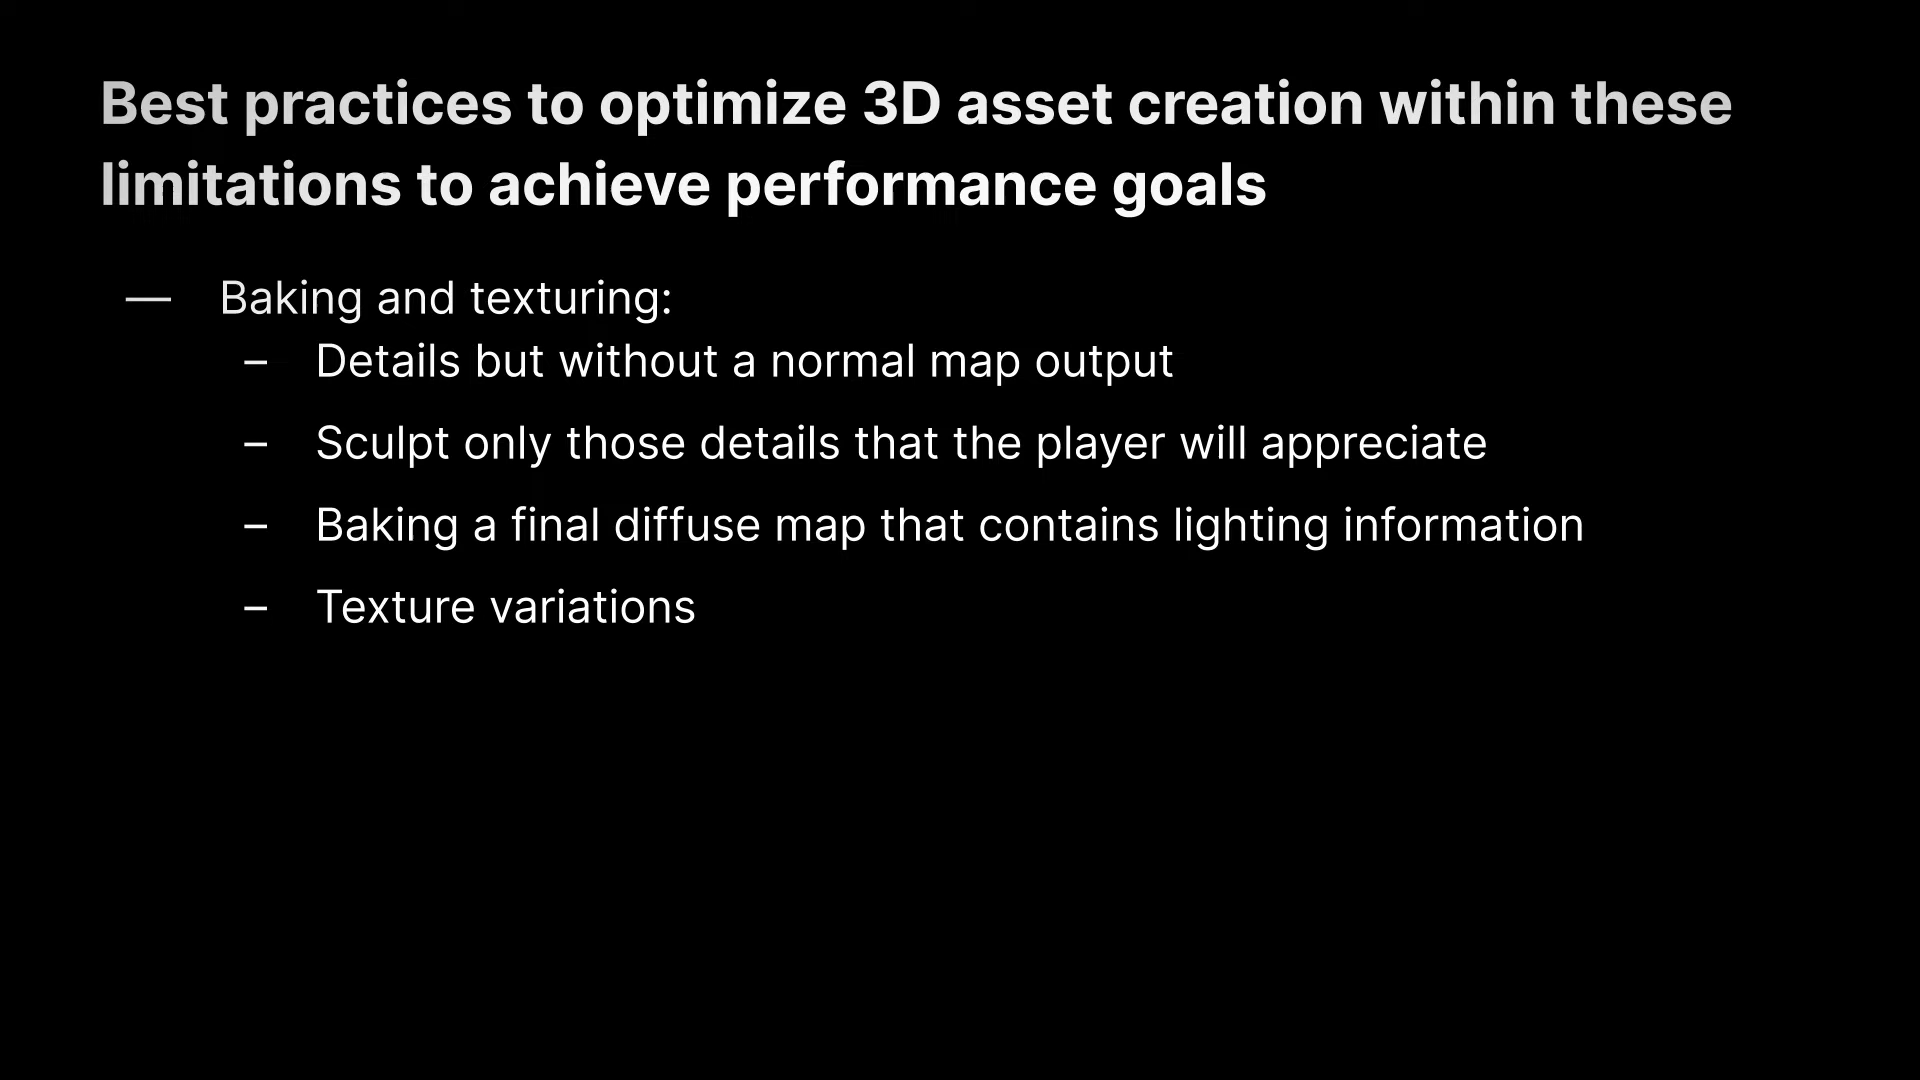 Best practices to optimize 3D asset creation within these
limitations to achieve performance goals
— Baking and texturing:
– Details but without a normal map output
– Sculpt only those details that the player will appreciate
– Baking a final diffuse map that contains lighting information
– Texture variations